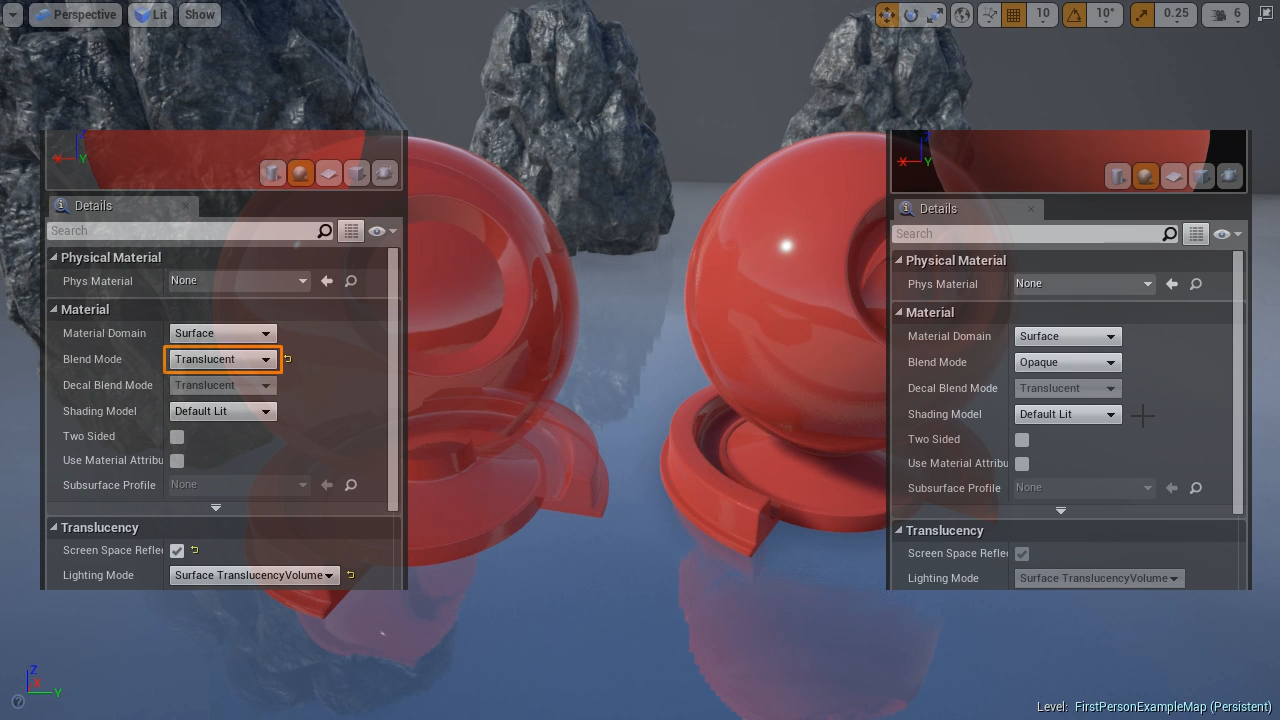 Perspective Lit Show 10 10° 0.25 6
Z
X Y
Details
Search
Physical Material
Phys Material None
Material
Material Domain Surface
Blend Mode Translucent
Decal Blend Mode Translucent
Shading Model Default Lit
Two Sided
Use Material Attribu
Subsurface Profile None
Translucency
Screen Space Refle
Lighting Mode Surface TranslucencyVolume
Z
X Y
Details
Search
Physical Material
Phys Material None
Material
Material Domain Surface
Blend Mode Opaque
Decal Blend Mode Translucent
Shading Model Default Lit
Two Sided
Use Material Attribu
Subsurface Profile None
Translucency
Screen Space Refle
Lighting Mode Surface TranslucencyVolume
Z
X
Y
Level: FirstPersonExampleMap (Persistent)